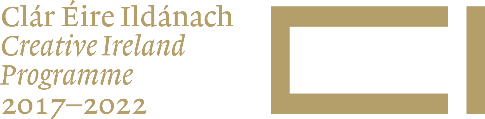 Clár Éire Ildánach
Creative Ireland
Programme
2017–2022